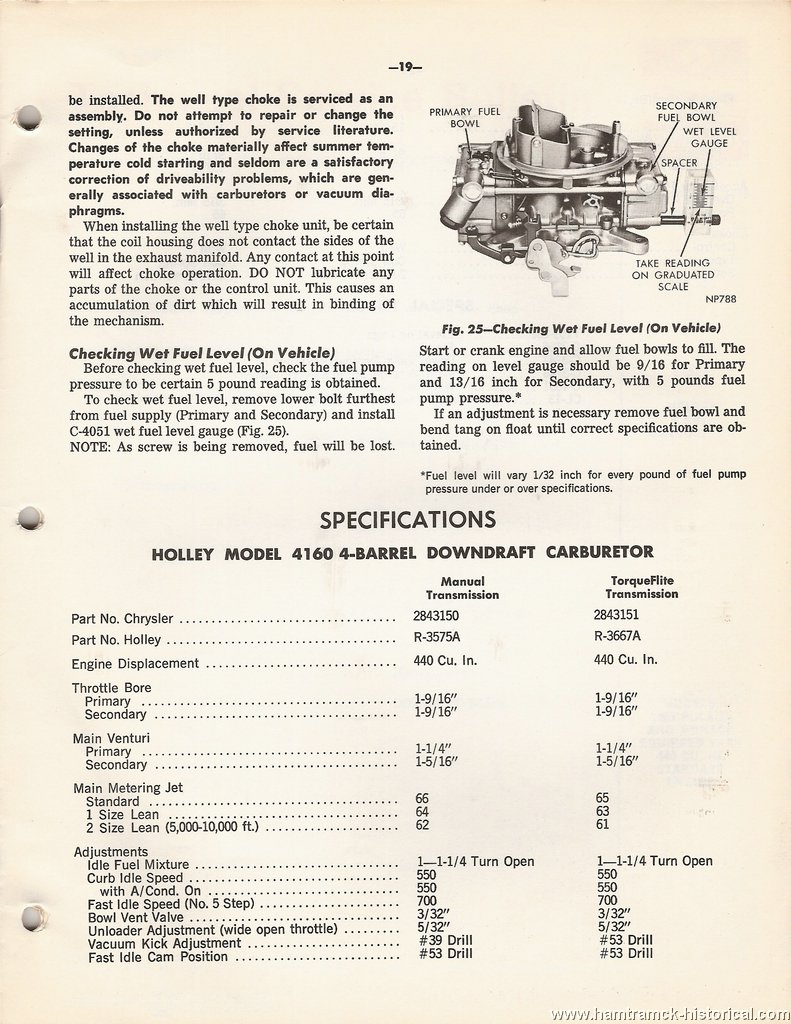 —19—
be installed. The well type choke is serviced as an
assembly. Do not attempt to repair or change the
setting, unless authorized by service literature.
Changes of the choke materially affect summer tem-
perature cold starting and seldom are a satisfactory
correction of driveability problems, which are gen-
erally associated with carburetors or vacuum dia-
phragms.
When installing the well type choke unit, be certain
that the coil housing does not contact the sides of the
well in the exhaust manifold. Any contact at this point
will affect choke operation. DO NOT lubricate any
parts of the choke or the control unit. This causes an
accumulation of dirt which will result in binding of
the mechanism.
Checking Wet Fuel Level (On Vehicle)
Before checking wet fuel level, check the fuel pump
pressure to be certain 5 pound reading is obtained.
To check wet fuel level, remove lower bolt furthest
from fuel supply (Primary and Secondary) and install
C-4051 wet fuel level gauge (Fig. 25).
NOTE: As screw is being removed, fuel will be lost.
PRIMARY FUEL
BOWL
SECONDARY
FUEL BOWL
WET LEVEL
GAUGE
SPACER
TAKE READING
ON GRADUATED
SCALE
NP788
Fig. 25—Checking Wet Fuel Level (On Vehicle)
Start or crank engine and allow fuel bowls to fill. The
reading on level gauge should be 9/16 for Primary
and 13/16 inch for Secondary, with 5 pounds fuel
pump pressure.*
If an adjustment is necessary remove fuel bowl and
bend tang on float until correct specifications are ob-
tained.
*Fuel level will vary 1/32 inch for every pound of fuel pump
pressure under or over specifications.
SPECIFICATIONS
HOLLEY MODEL 4160 4-BARREL DOWNDRAFT CARBURETOR
Manual Transmission TorqueFlite Transmission
Part No. Chrysler ................................ 2843150 2843151
Part No. Holley ................................ R-3575A R-3667A
Engine Displacement ............................ 440 Cu. In. 440 Cu. In.
Throttle Bore
Primary ..................................... 1-9/16" 1-9/16"
Secondary ................................... 1-9/16" 1-9/16"
Main Venturi
Primary ..................................... 1-1/4" 1-1/4"
Secondary ................................... 1-5/16" 1-5/16"
Main Metering Jet
Standard .................................... 66 65
1 Size Lean ................................. 64 63
2 Size Lean (5,000-10,000 ft.) .................... 62 61
Adjustments
Idle Fuel Mixture .............................. 1—1-1/4 Turn Open 1—1-1/4 Turn Open
Curb Idle Speed ............................... 550 550
with A/Cond. On ............................ 550 550
Fast Idle Speed (No. 5 Step) ..................... 700 700
Bowl Vent Valve ............................... 3/32" 3/32"
Unloader Adjustment (wide open throttle) ......... 5/32" 5/32"
Vacuum Kick Adjustment ...................... #39 Drill #53 Drill
Fast Idle Cam Position ........................ #53 Drill #53 Drill
www.hamtramck-historical.com